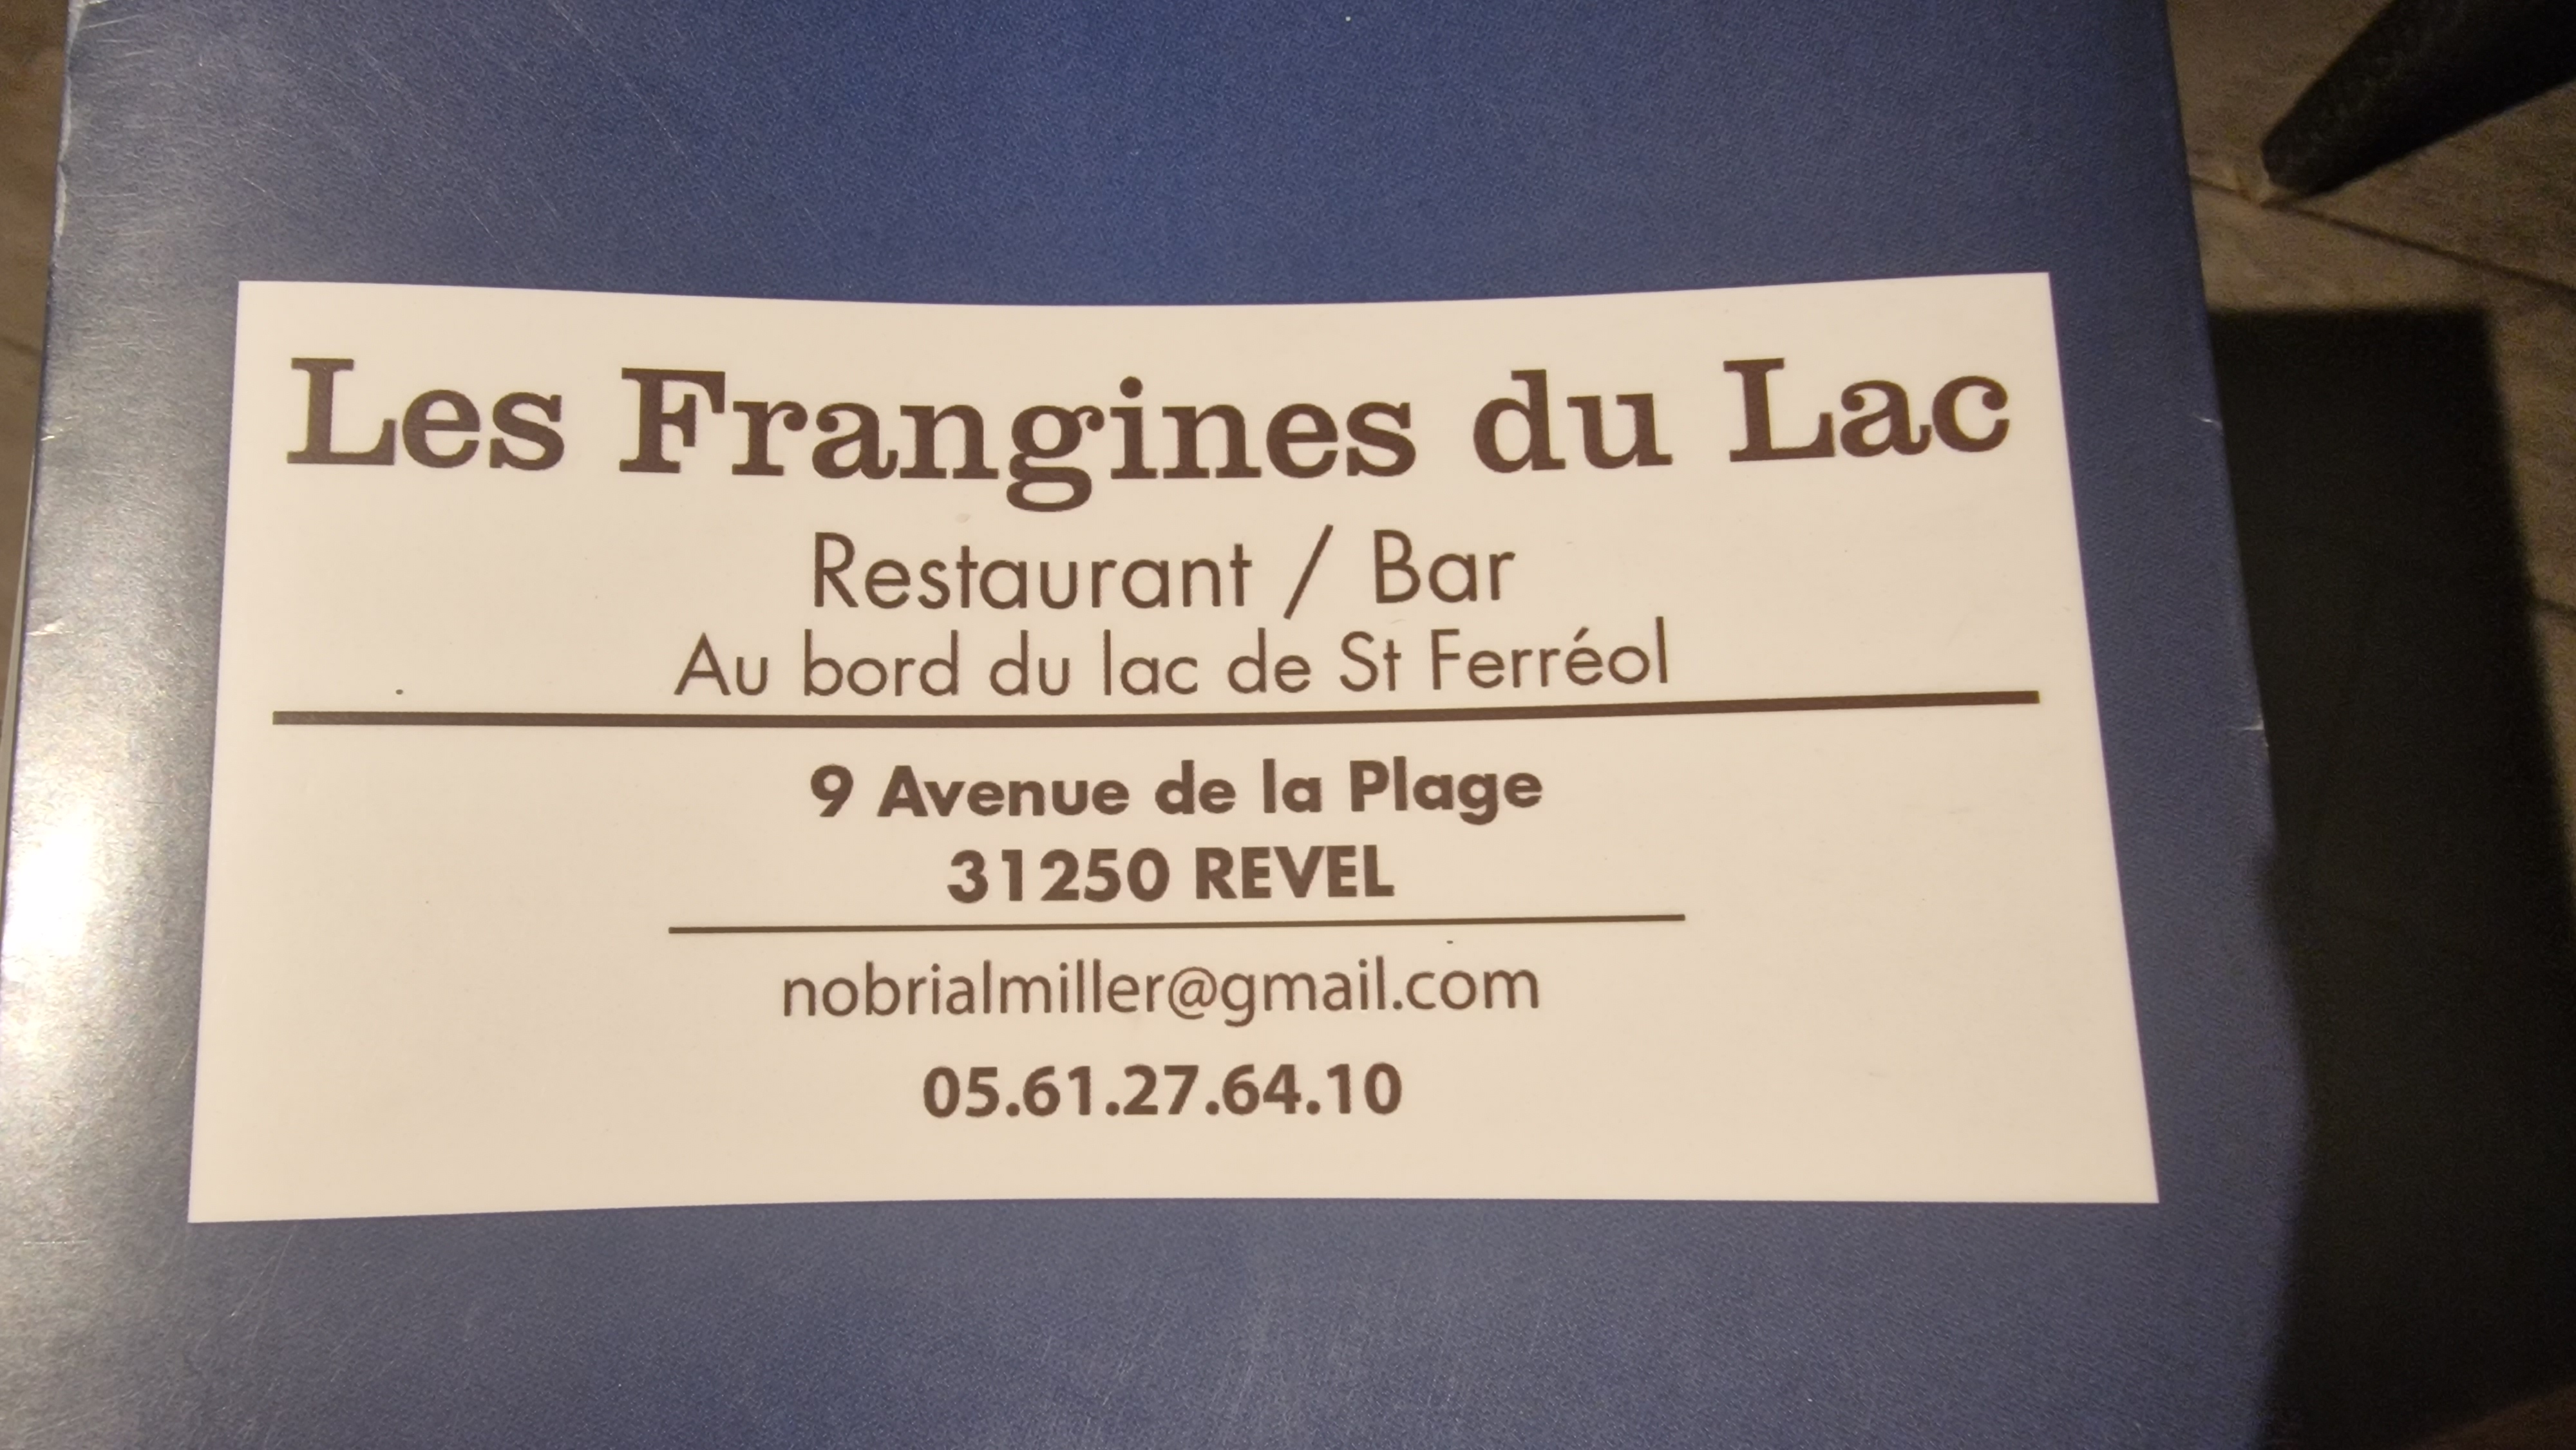 Les Frangines du Lac
Restaurant / Bar
Au bord du lac de St Ferréol
9 Avenue de la Plage
31250 REVEL
nobrialmiller@gmail.com
05.61.27.64.10